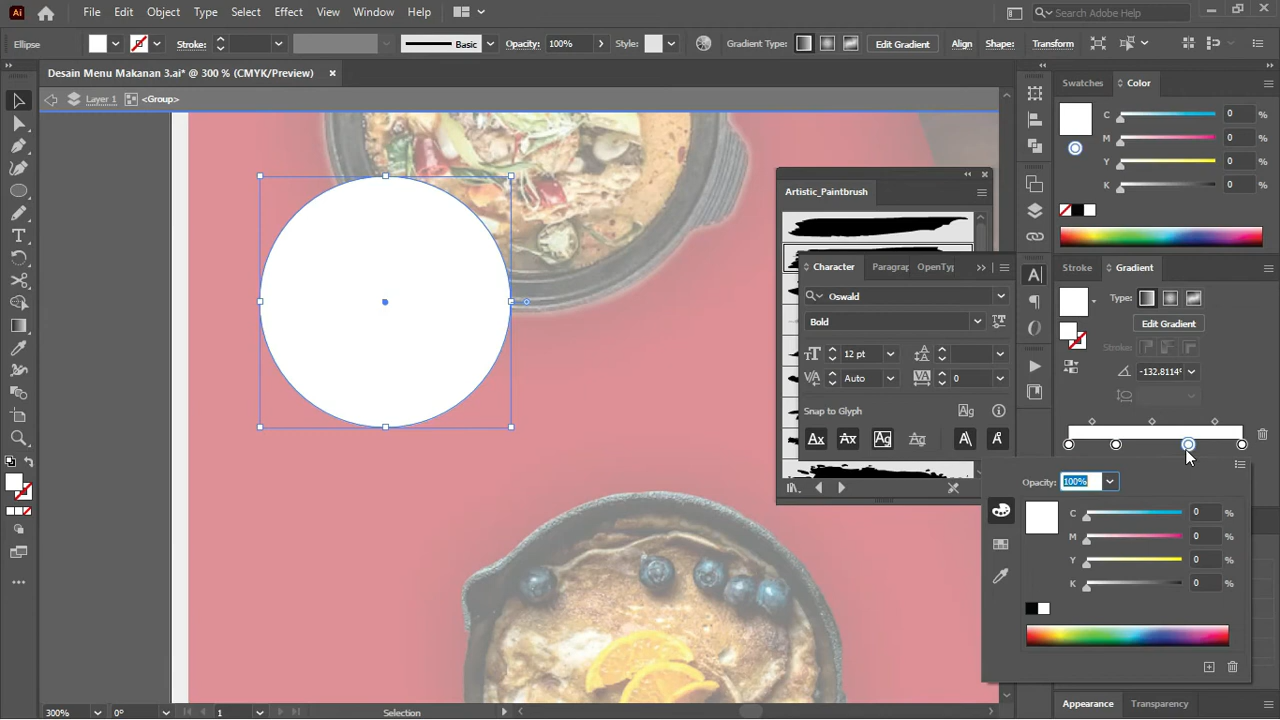 Ai File Edit Object Type Select Effect View Window Help Search Adobe Help
Ellipse Stroke: Basic Opacity: 100% Style: Gradient Type: Edit Gradient Align Shape: Transform
Desain Menu Makanan 3.ai* @ 300 % (CMYK/Preview)
Layer 1 <Group>
Swatches Color
C 0 %
M 0 %
Y 0 %
K 0 %
Artistic_Paintbrush
Character Paragrap OpenTyp
Oswald
Bold
12 pt
Auto 0
Snap to Glyph
Stroke Gradient
Type:
Edit Gradient
Stroke:
-132.8114°
Opacity: 100%
C 0 %
M 0 %
Y 0 %
K 0 %
Appearance Transparency
300% 0° 1 Selection